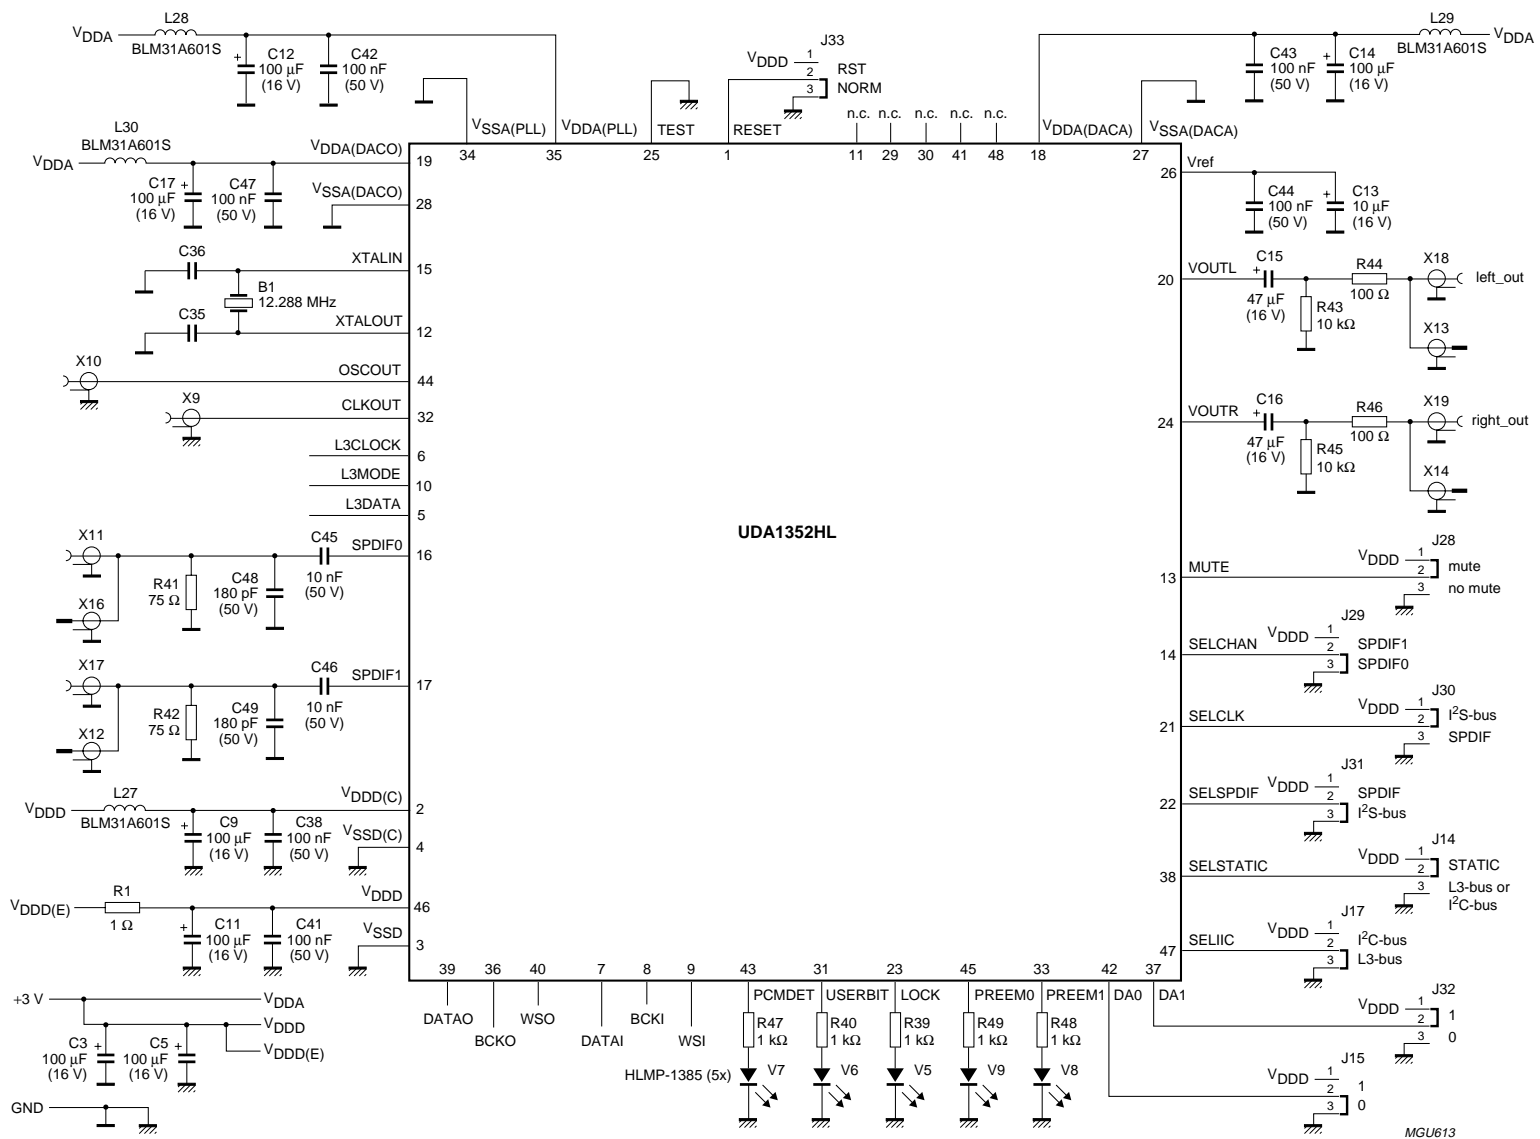 L28
VDDA
BLM31A601S
C12
100 µF
(16 V)
+
C42
100 nF
(50 V)
J33
VDDD
1
2
3
RST
NORM
C43
100 nF
(50 V)
+
C14
100 µF
(16 V)
L29
VDDA
BLM31A601S
VSSA(PLL)
34
VDDA(PLL)
35
TEST
25
RESET
1
n.c.
n.c.
n.c.
n.c.
n.c.
11
29
30
41
48
VDDA(DACA)
18
VSSA(DACA)
27
L30
BLM31A601S
VDDA
VDDA(DACO)
19
C17
100 µF
(16 V)
+
C47
100 nF
(50 V)
VSSA(DACO)
28
C36
XTALIN
15
B1
12.288 MHz
C35
XTALOUT
12
X10
OSCOUT
44
X9
CLKOUT
32
L3CLOCK
6
L3MODE
10
L3DATA
5
X11
C45
10 nF
(50 V)
SPDIF0
16
R41
75 Ω
C48
180 pF
(50 V)
X16
X17
C46
10 nF
(50 V)
SPDIF1
17
R42
75 Ω
C49
180 pF
(50 V)
X12
L27
VDDD
BLM31A601S
VDDD(C)
2
+
C9
100 µF
(16 V)
C38
100 nF
(50 V)
VSSD(C)
4
R1
1 Ω
VDDD(E)
VDDD
46
+
C11
100 µF
(16 V)
C41
100 nF
(50 V)
VSSD
3
+3 V
VDDA
VDDD
VDDD(E)
C3
100 µF
(16 V)
+
C5
100 µF
(16 V)
+
GND
UDA1352HL
Vref
26
C44
100 nF
(50 V)
+
C13
10 µF
(16 V)
VOUTL
20
C15
+
47 µF
(16 V)
R43
10 kΩ
R44
100 Ω
X18
left_out
X13
VOUTR
24
C16
+
47 µF
(16 V)
R45
10 kΩ
R46
100 Ω
X19
right_out
X14
J28
MUTE
13
VDDD
1
2
3
mute
no mute
J29
SELCHAN
14
VDDD
1
2
3
SPDIF1
SPDIF0
J30
SELCLK
21
VDDD
1
2
3
I²S-bus
SPDIF
J31
SELSPDIF
22
VDDD
1
2
3
SPDIF
I²S-bus
J14
SELSTATIC
38
VDDD
1
2
3
STATIC
L3-bus or
I²C-bus
J17
SELIIC
47
VDDD
1
2
3
I²C-bus
L3-bus
39
36
40
7
8
9
43
31
23
45
33
42
37
DATAO
BCKO
WSO
DATAI
BCKI
WSI
PCMDET
USERBIT
LOCK
PREEM0
PREEM1
DA0
DA1
R47
1 kΩ
R40
1 kΩ
R39
1 kΩ
R49
1 kΩ
R48
1 kΩ
HLMP-1385 (5x)
V7
V6
V5
V9
V8
J32
VDDD
1
2
3
1
0
J15
VDDD
1
2
3
1
0
MGU613